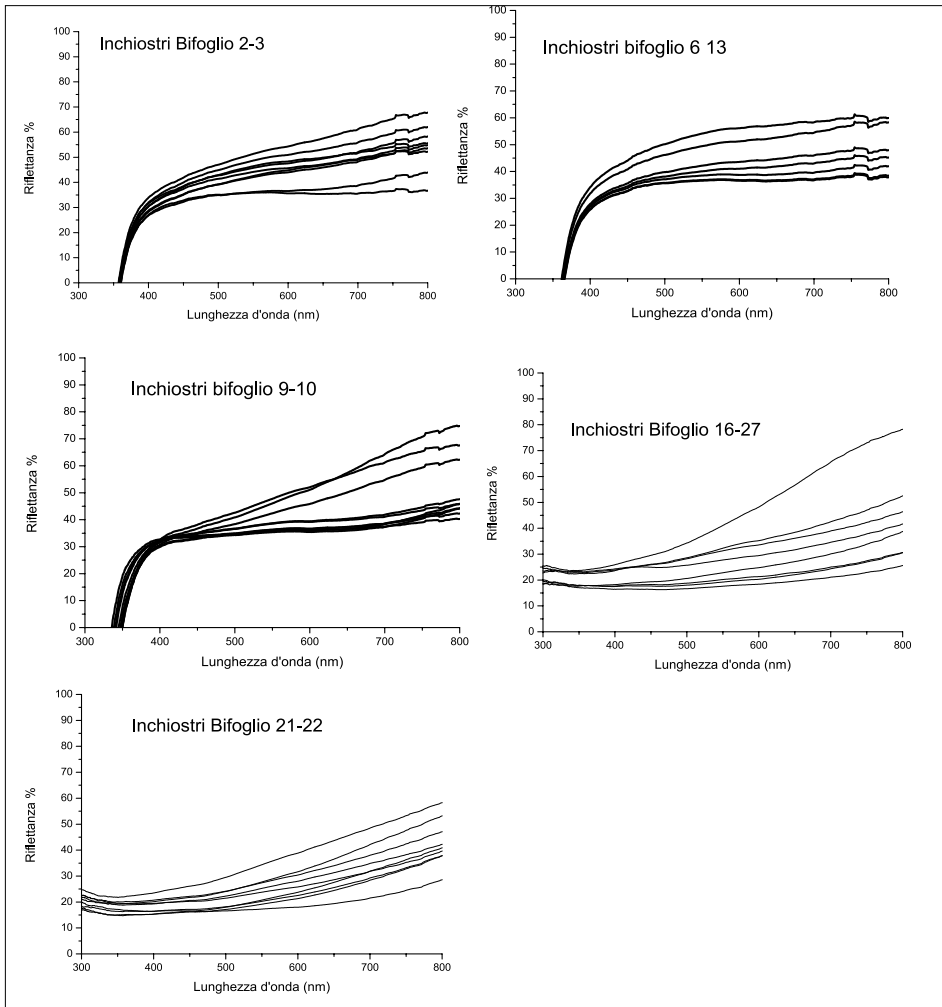 Inchiostri Bifoglio 2-3
Riflettanza %
100
90
80
70
60
50
40
30
20
10
0
300 400 500 600 700 800
Lunghezza d'onda (nm)
Inchiostri bifoglio 6 13
Riflettanza %
100
90
80
70
60
50
40
30
20
10
0
300 400 500 600 700 800
Lunghezza d'onda (nm)
Inchiostri bifoglio 9-10
Riflettanza %
100
90
80
70
60
50
40
30
20
10
0
300 400 500 600 700 800
Lunghezza d'onda (nm)
Inchiostri Bifoglio 16-27
Riflettanza %
100
90
80
70
60
50
40
30
20
10
0
300 400 500 600 700 800
Lunghezza d'onda (nm)
Inchiostri Bifoglio 21-22
Riflettanza %
100
90
80
70
60
50
40
30
20
10
0
300 400 500 600 700 800
Lunghezza d'onda (nm)